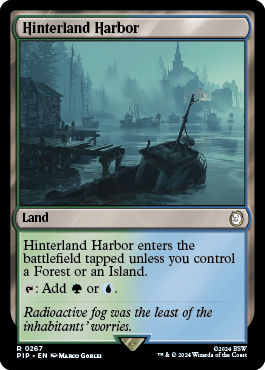 Hinterland Harbor
Land
Hinterland Harbor enters the
battlefield tapped unless you control
a Forest or an Island.
: Add or .
Radioactive fog was the least of the
inhabitants' worries.
R 0267
PIP • EN Marco Gorlei
©2024 BSW
™ & © 2024 Wizards of the Coast